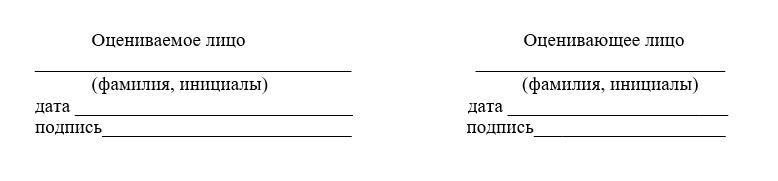 Оцениваемое лицо Оценивающее лицо
(фамилия, инициалы) (фамилия, инициалы)
дата дата
подпись подпись